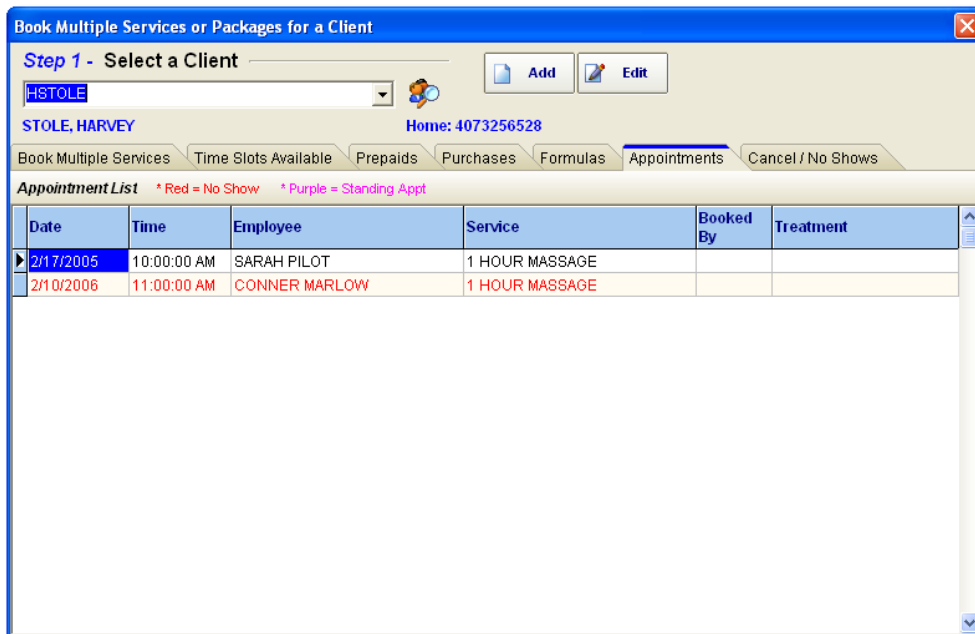 Book Multiple Services or Packages for a Client
Step 1 - Select a Client
Add Edit
HSTOLE
STOLE, HARVEY Home: 4073256528
Book Multiple Services Time Slots Available Prepaids Purchases Formulas Appointments Cancel / No Shows
Appointment List * Red = No Show * Purple = Standing Appt
Date Time Employee Service Booked By Treatment
2/17/2005 10:00:00 AM SARAH PILOT 1 HOUR MASSAGE
2/10/2006 11:00:00 AM CONNER MARLOW 1 HOUR MASSAGE